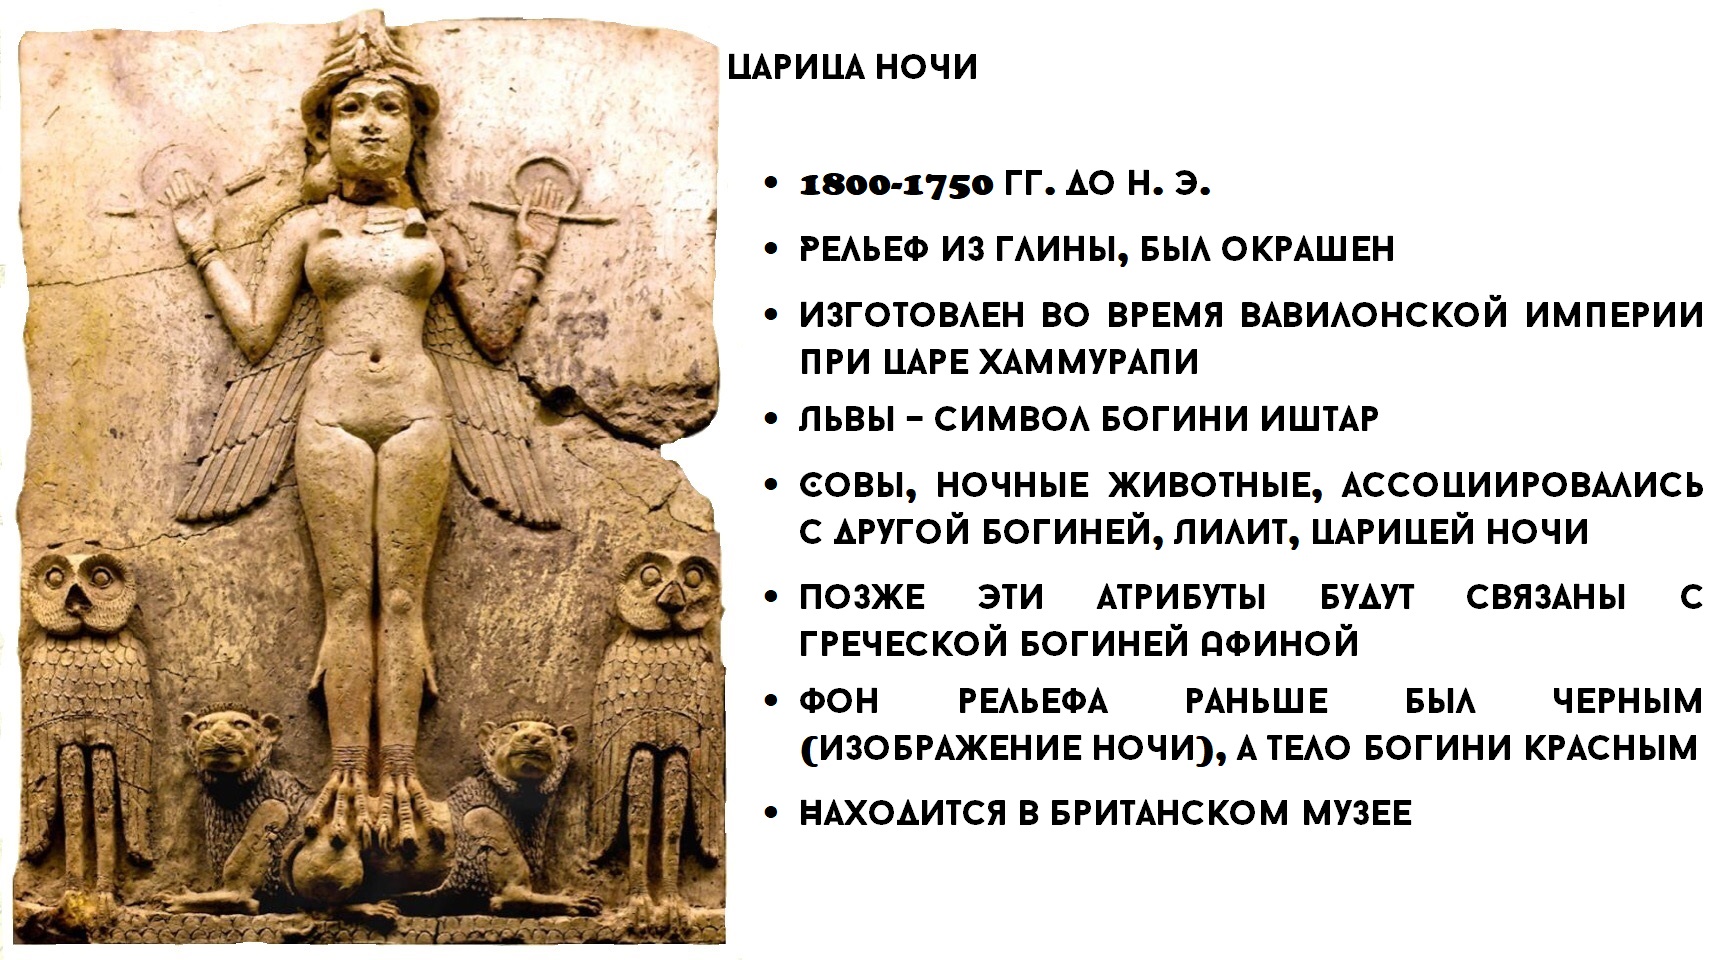 ЦАРИЦА НОЧИ
• 1800-1750 ГГ. ДО Н. Э.
• РЕЛЬЕФ ИЗ ГЛИНЫ, БЫЛ ОКРАШЕН
• ИЗГОТОВЛЕН ВО ВРЕМЯ ВАВИЛОНСКОЙ ИМПЕРИИ
ПРИ ЦАРЕ ХАММУРАПИ
• ЛЬВЫ – СИМВОЛ БОГИНИ ИШТАР
• СОВЫ, НОЧНЫЕ ЖИВОТНЫЕ, АССОЦИИРОВАЛИСЬ
С ДРУГОЙ БОГИНЕЙ, ЛИЛИТ, ЦАРИЦЕЙ НОЧИ
• ПОЗЖЕ ЭТИ АТРИБУТЫ БУДУТ СВЯЗАНЫ С
ГРЕЧЕСКОЙ БОГИНЕЙ АФИНОЙ
• ФОН РЕЛЬЕФА РАНЬШЕ БЫЛ ЧЕРНЫМ
(ИЗОБРАЖЕНИЕ НОЧИ), А ТЕЛО БОГИНИ КРАСНЫМ
• НАХОДИТСЯ В БРИТАНСКОМ МУЗЕЕ